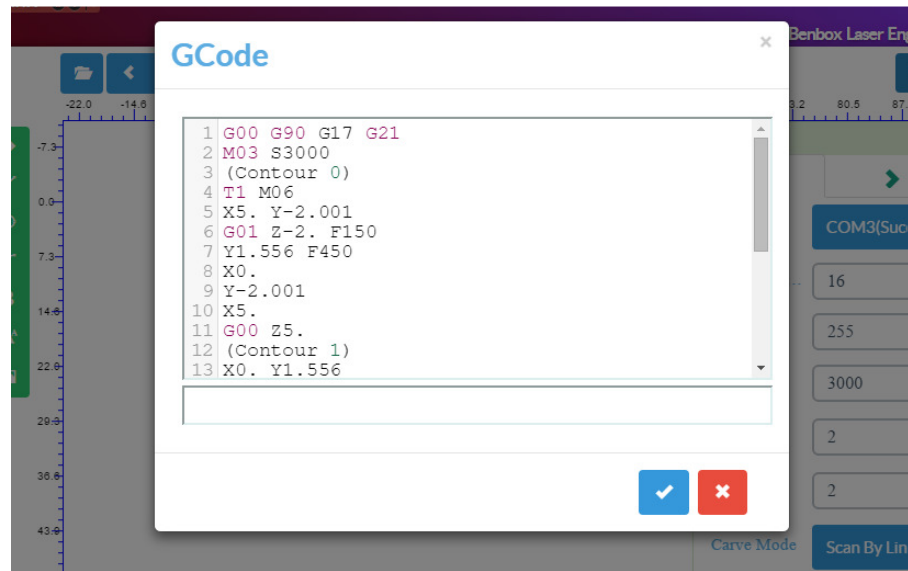 GCode
×
Benbox Laser Eng
-22.0 -14.6
3.2 80.5 87.
-7.3
0.0
7.3
14.6
22.0
29.3
36.6
43.9
1 G00 G90 G17 G21
2 M03 S3000
3 (Contour 0)
4 T1 M06
5 X5. Y-2.001
6 G01 Z-2. F150
7 Y1.556 F450
8 X0.
9 Y-2.001
10 X5.
11 G00 Z5.
12 (Contour 1)
13 X0. Y1.556
COM3(Suc
16
255
3000
2
2
Carve Mode
Scan By Lin